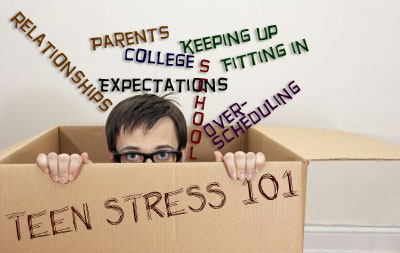 RELATIONSHIPS
PARENTS
COLLEGE
KEEPING UP
FITTING IN
EXPECTATIONS
SCHOOL
OVER-
SCHEDULING
TEEN STRESS 101